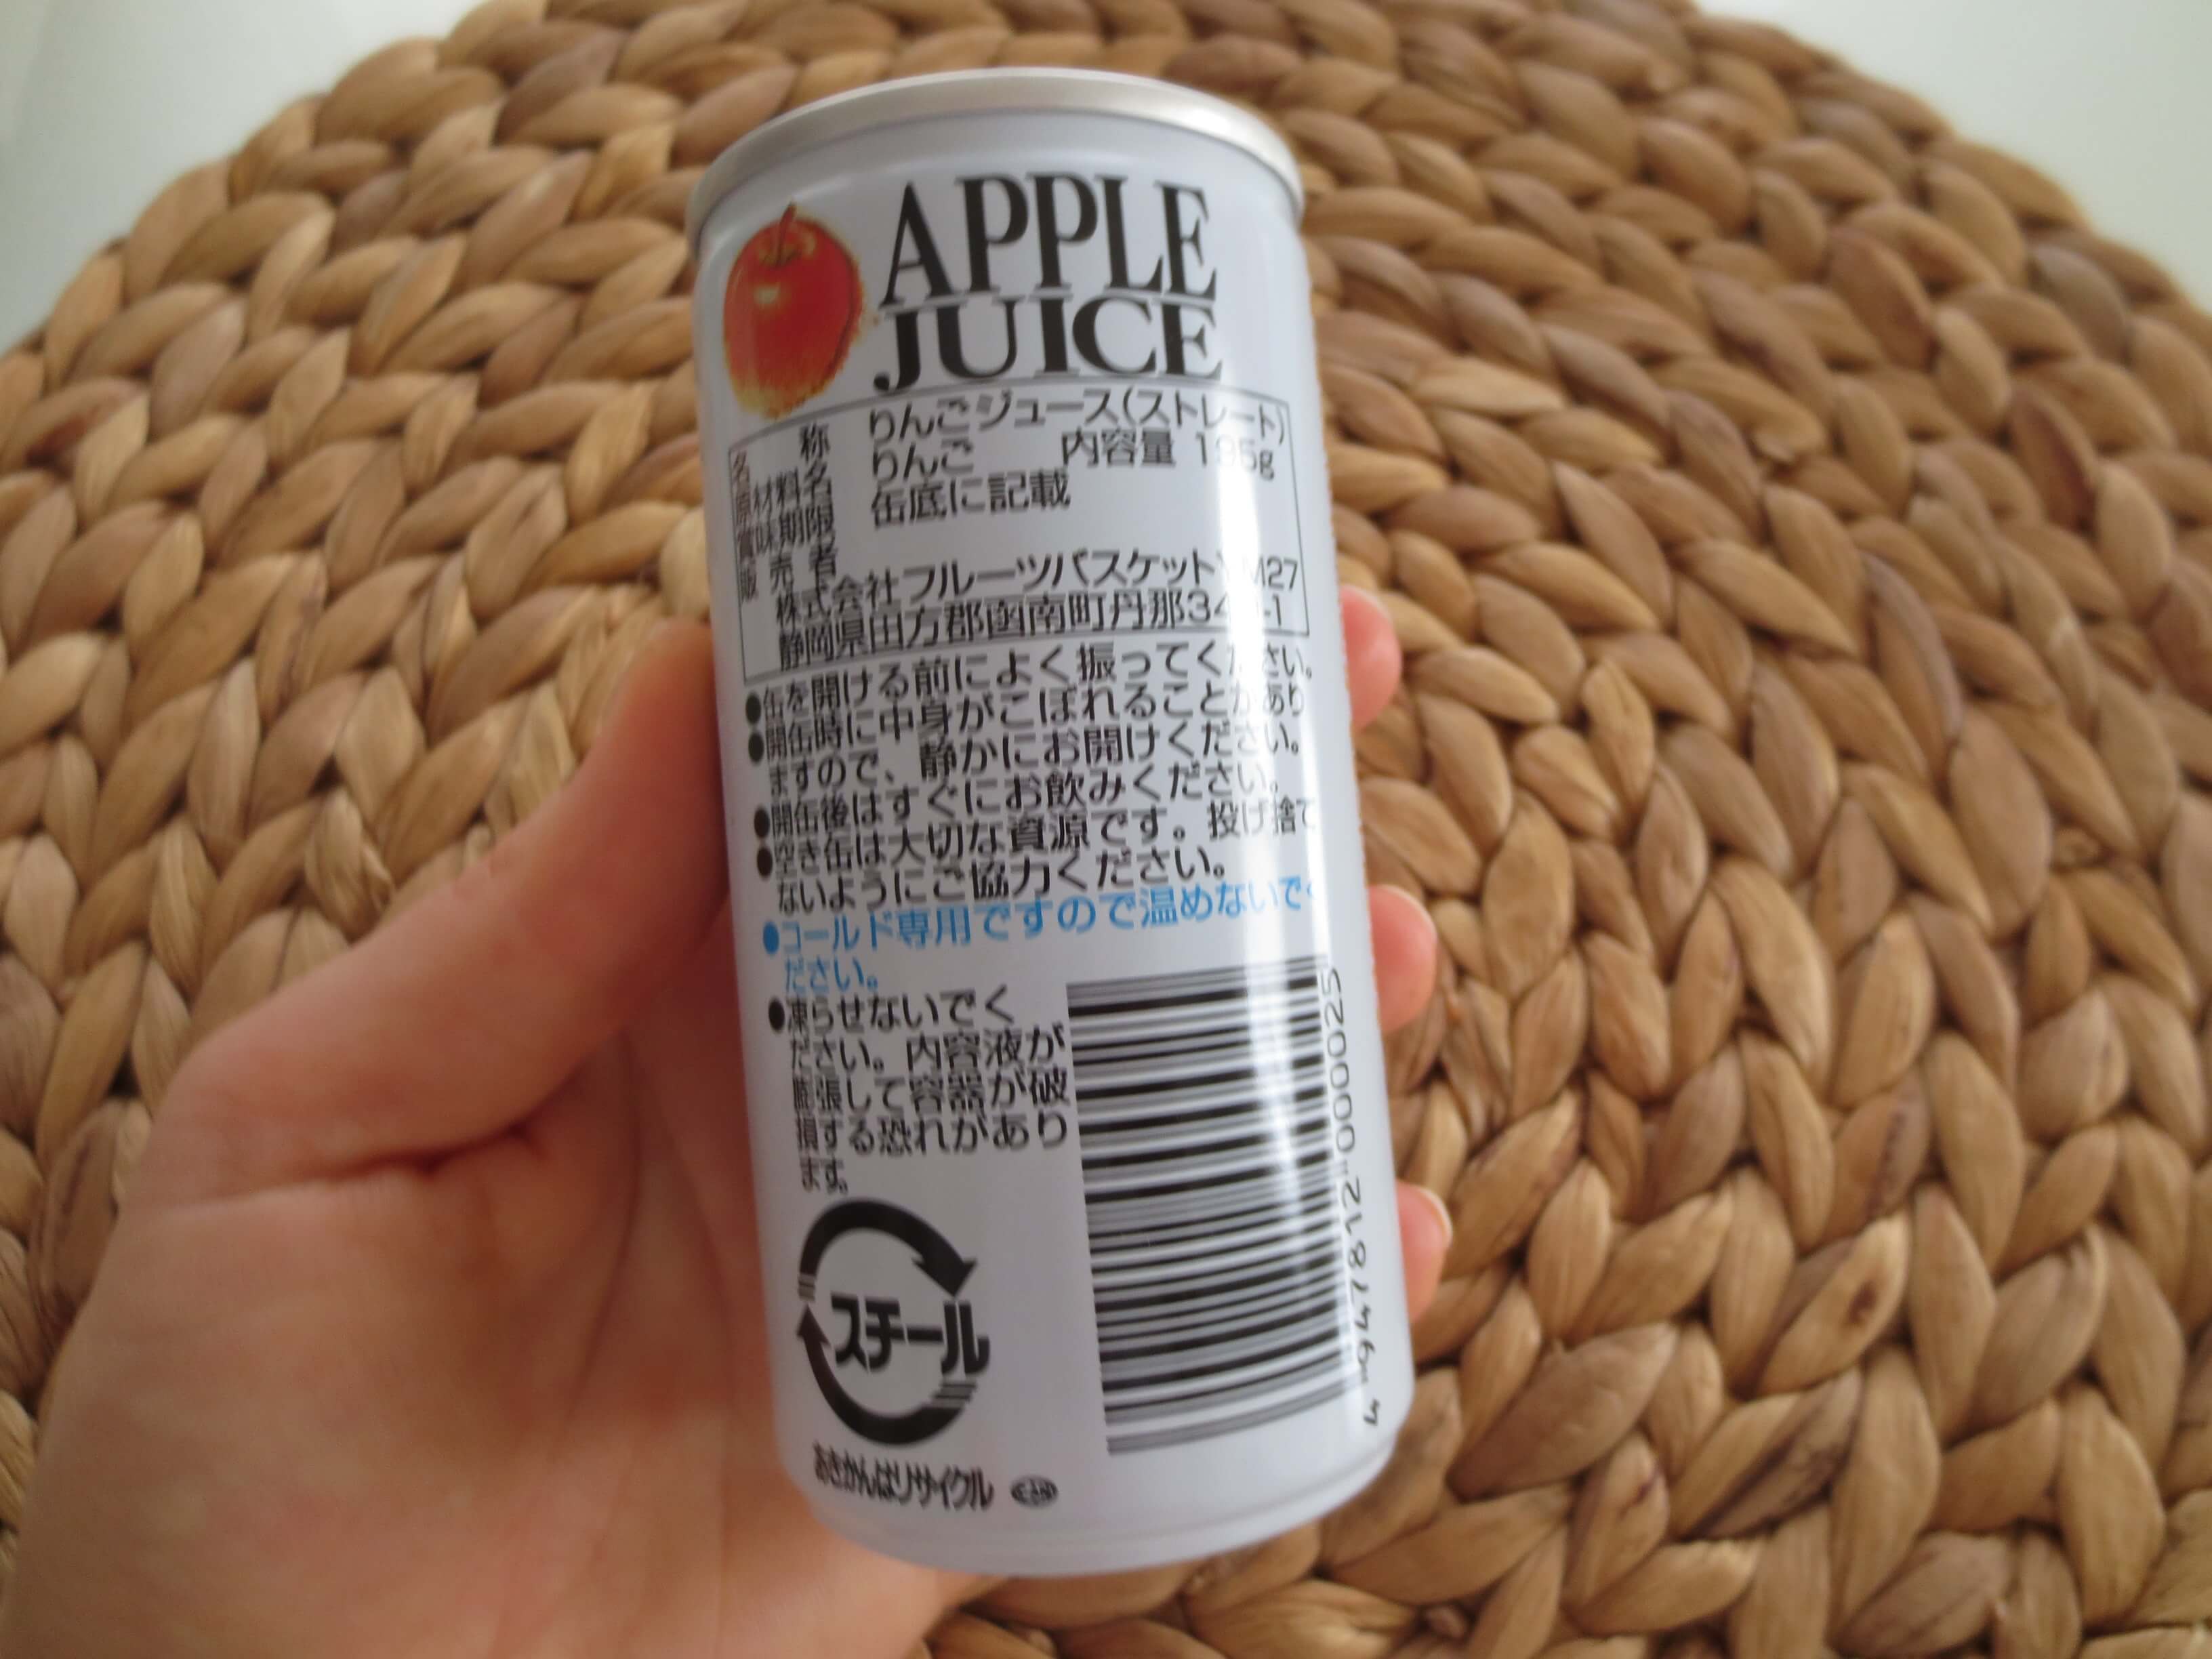 APPLE
JUICE
名称 りんごジュース(ストレート)
原材料名 りんご 内容量 195g
賞味期限 缶底に記載
販売者
株式会社フルーツバスケット M27
静岡県田方郡函南町丹那
●缶を開ける前によく振ってください。
●開缶時に中身がこぼれることがあり
ますので、静かにお開けください。
●開缶後はすぐにお飲みください。
●空き缶は大切な資源です。投げ捨て
ないようにご協力ください。
●コールド専用ですので温めないでく
ださい。
●凍らせないでく
ださい。内容液が
膨張して容器が破
損する恐れがあり
ます。
スチール
あきかんはリサイクル
4 947812 000025